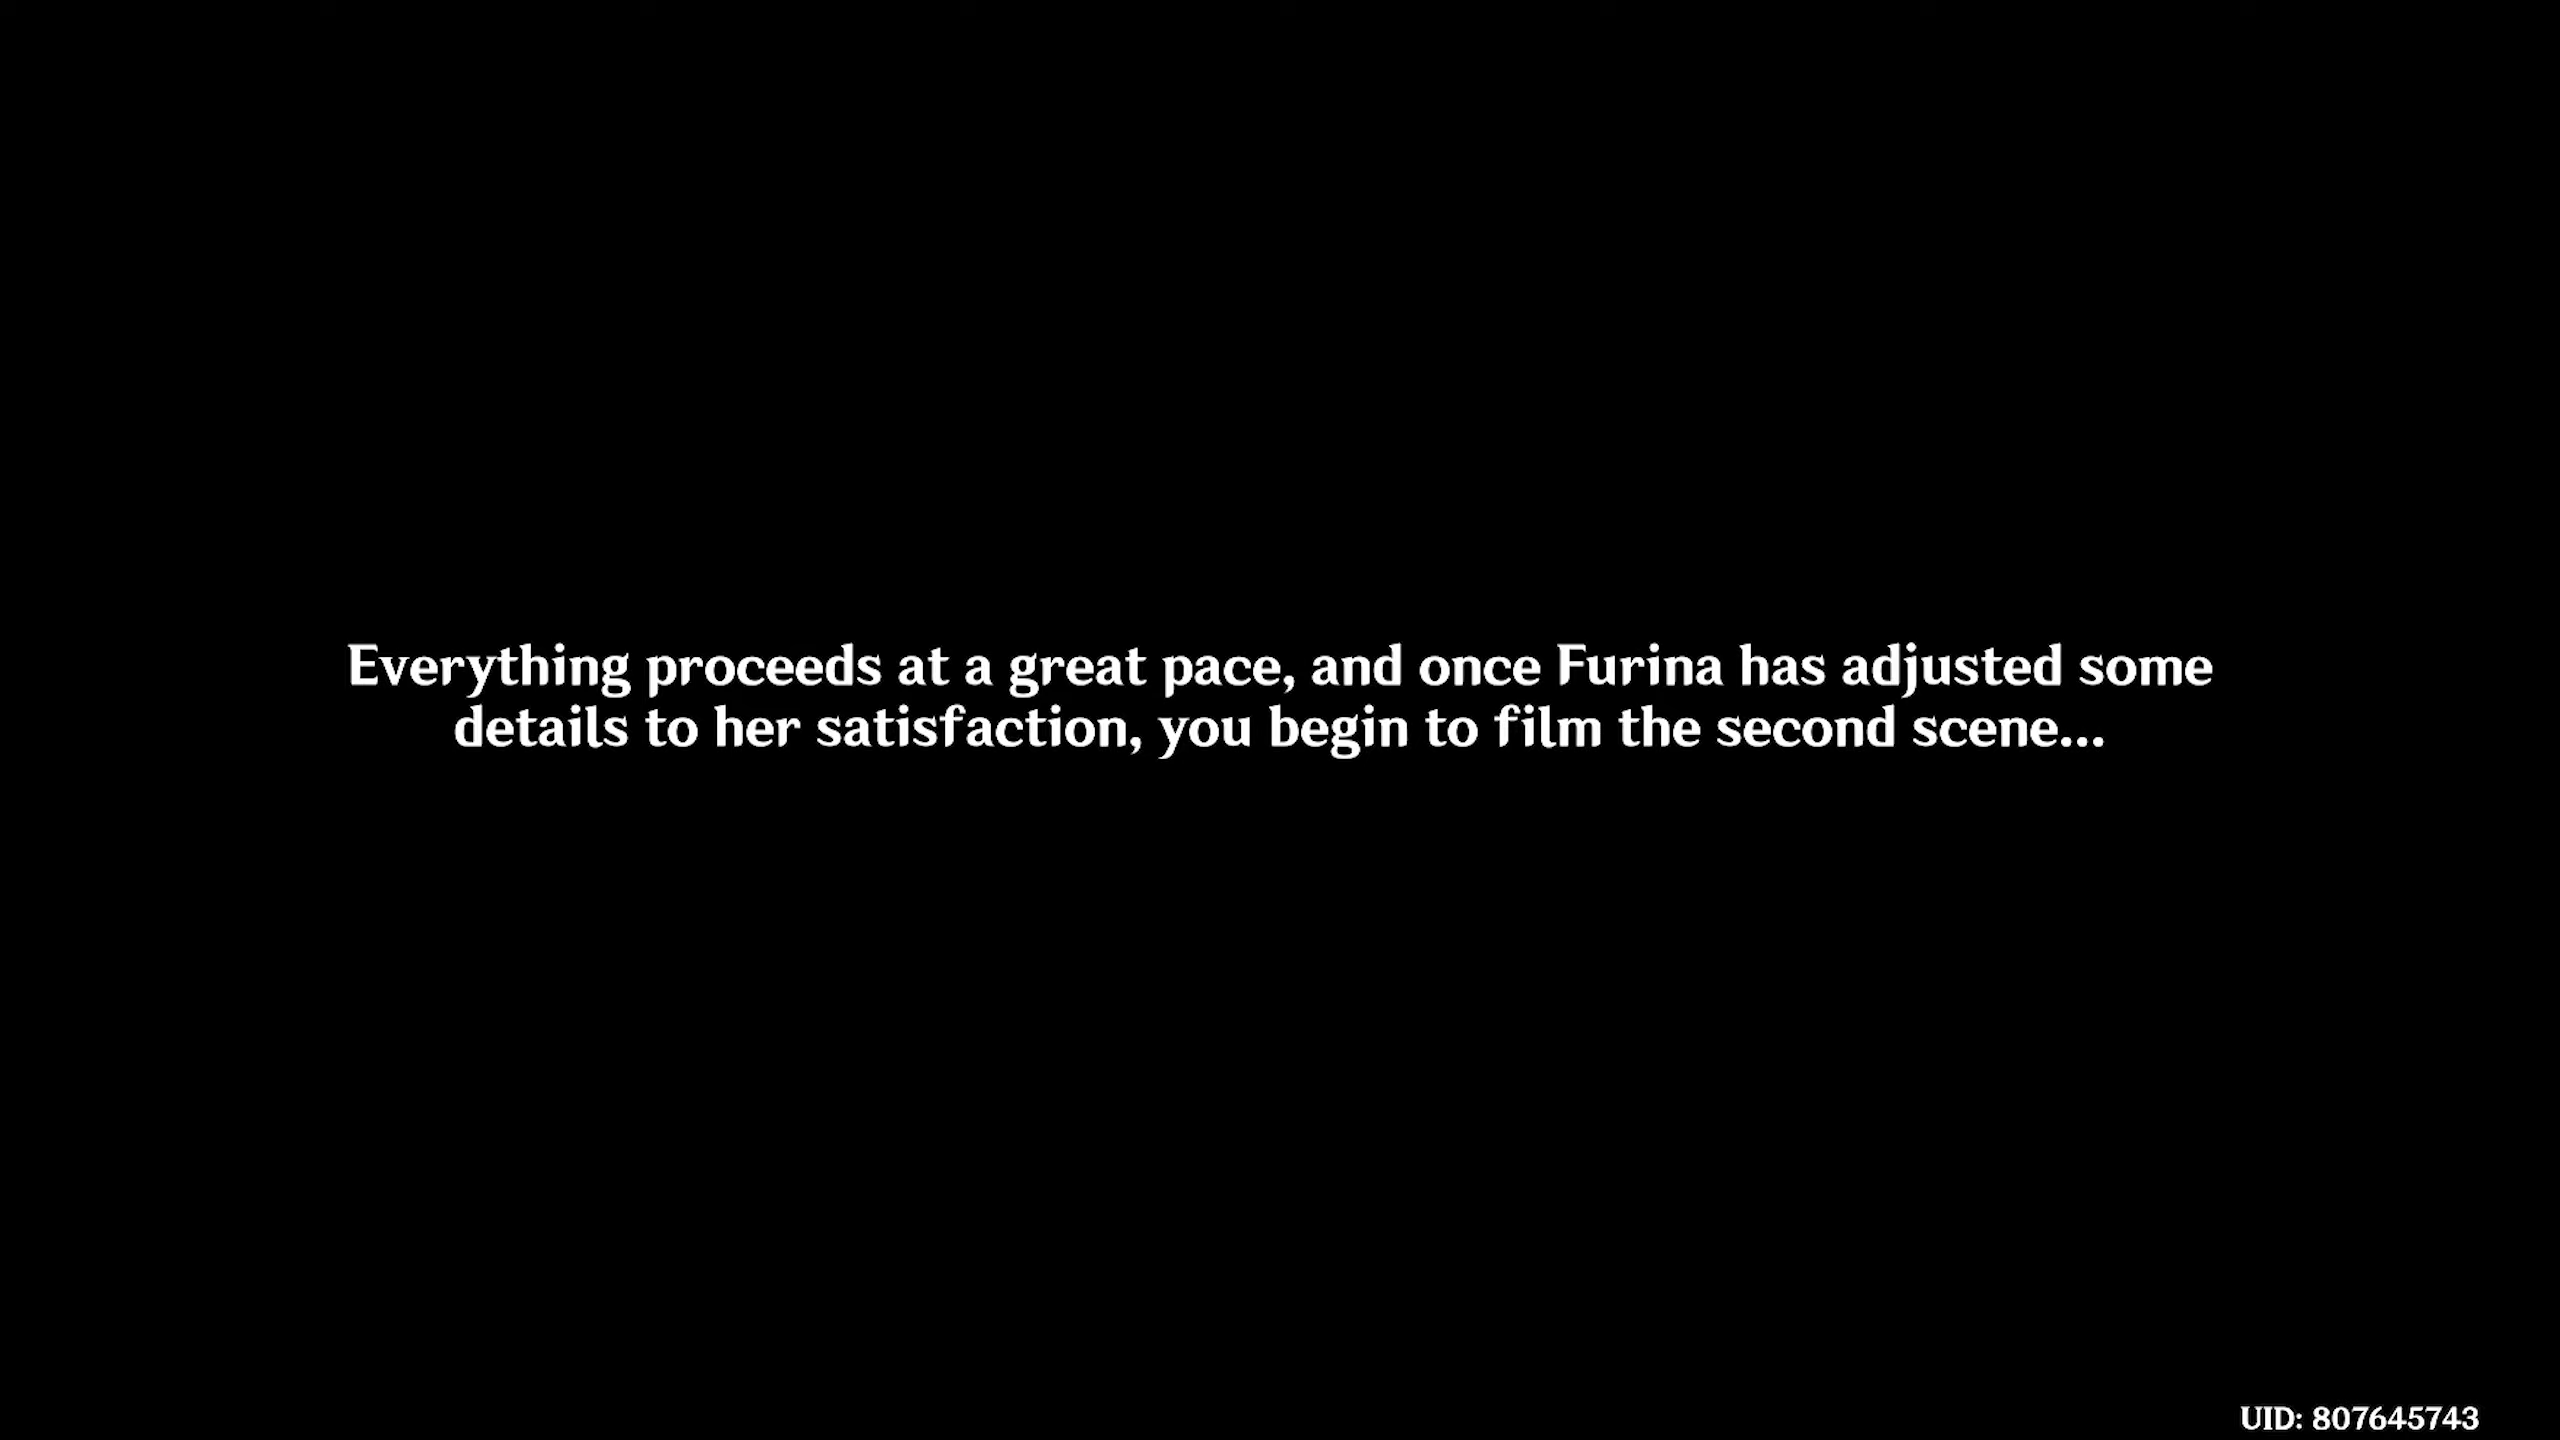 Everything proceeds at a great pace, and once Furina has adjusted some
details to her satisfaction, you begin to film the second scene...
UID: 807645743